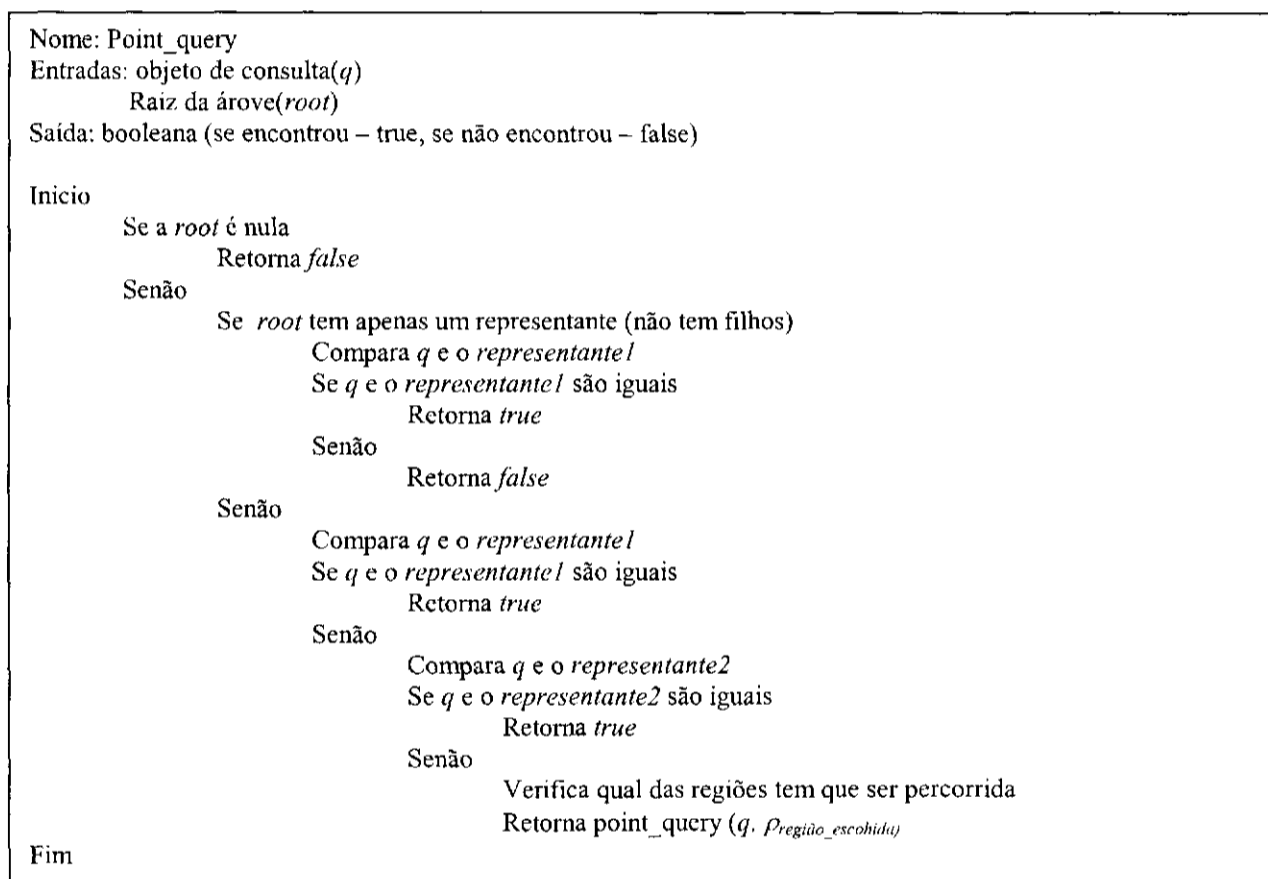 Nome: Point_query
Entradas: objeto de consulta(q)
Raiz da árove(root)
Saída: booleana (se encontrou – true, se não encontrou – false)
Inicio
Se a root é nula
Retorna false
Senão
Se root tem apenas um representante (não tem filhos)
Compara q e o representante1
Se q e o representante1 são iguais
Retorna true
Senão
Retorna false
Senão
Compara q e o representante1
Se q e o representante1 são iguais
Retorna true
Senão
Compara q e o representante2
Se q e o representante2 são iguais
Retorna true
Senão
Verifica qual das regiões tem que ser percorrida
Retorna point_query (q. ρregião_escohida)
Fim